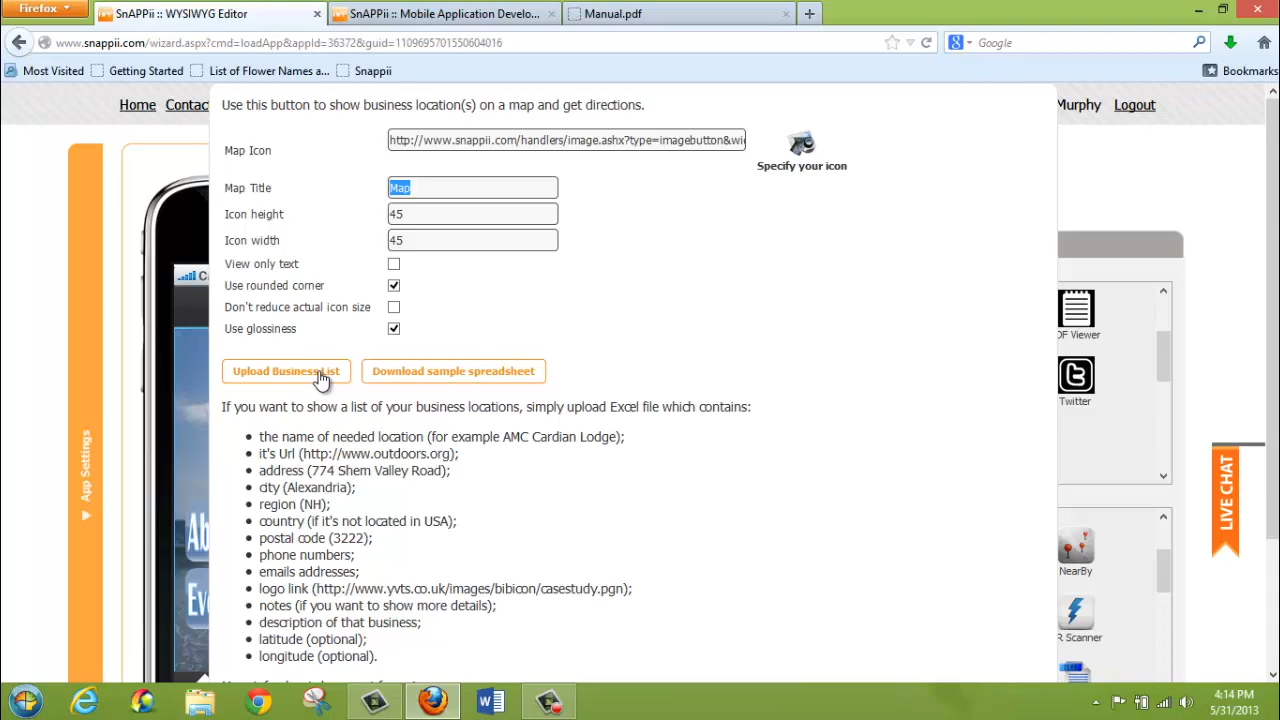 Firefox
SnAPPii :: WYSIWYG Editor
SnAPPii :: Mobile Application Develo...
Manual.pdf
www.snappii.com/wizard.aspx?cmd=loadApp&appId=36372&guid=1109695701550604016
Google
Most Visited
Getting Started
List of Flower Names a...
Snappii
Bookmarks
Home
Contac
Murphy
Logout
Use this button to show business location(s) on a map and get directions.
Map Icon
http://www.snappii.com/handlers/image.ashx?type=imagebutton&wi
Specify your icon
Map Title
Map
Icon height
45
Icon width
45
View only text
Use rounded corner
Don't reduce actual icon size
Use glossiness
Upload Business List
Download sample spreadsheet
If you want to show a list of your business locations, simply upload Excel file which contains:
• the name of needed location (for example AMC Cardian Lodge);
• it's Url (http://www.outdoors.org);
• address (774 Shem Valley Road);
• city (Alexandria);
• region (NH);
• country (if it's not located in USA);
• postal code (3222);
• phone numbers;
• emails addresses;
• logo link (http://www.yvts.co.uk/images/bibicon/casestudy.pgn);
• notes (if you want to show more details);
• description of that business;
• latitude (optional);
• longitude (optional).
App Settings
Ca
Ab
Eve
DF Viewer
Twitter
NearBy
R Scanner
LIVE CHAT
4:14 PM
5/31/2013